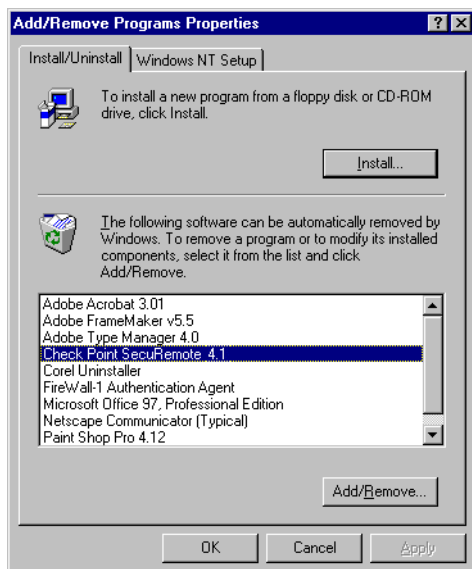 Add/Remove Programs Properties
Install/Uninstall
Windows NT Setup
To install a new program from a floppy disk or CD-ROM
drive, click Install.
Install...
The following software can be automatically removed by
Windows. To remove a program or to modify its installed
components, select it from the list and click
Add/Remove.
Adobe Acrobat 3.01
Adobe FrameMaker v5.5
Adobe Type Manager 4.0
Check Point SecuRemote 4.1
Corel Uninstaller
FireWall-1 Authentication Agent
Microsoft Office 97, Professional Edition
Netscape Communicator (Typical)
Paint Shop Pro 4.12
Add/Remove...
OK
Cancel
Apply